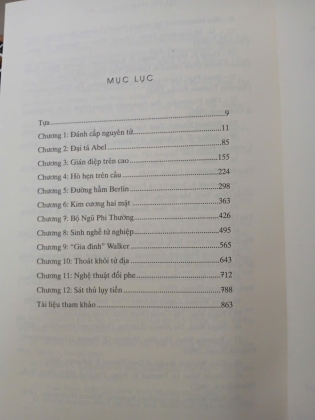 MỤC LỤC
Tựa 9
Chương 1: Đánh cắp nguyên tử 11
Chương 2: Đại tá Abel 85
Chương 3: Gián điệp trên cao 155
Chương 4: Hò hẹn trên cầu 224
Chương 5: Đường hầm Berlin 298
Chương 6: Kim cương hai mặt 363
Chương 7: Bộ Ngũ Phi Thường 426
Chương 8: Sinh nghề tử nghiệp 495
Chương 9: "Gia đình" Walker 565
Chương 10: Thoát khỏi tử địa 643
Chương 11: Nghệ thuật đổi phe 712
Chương 12: Sát thủ lụy tiền 788
Tài liệu tham khảo 863